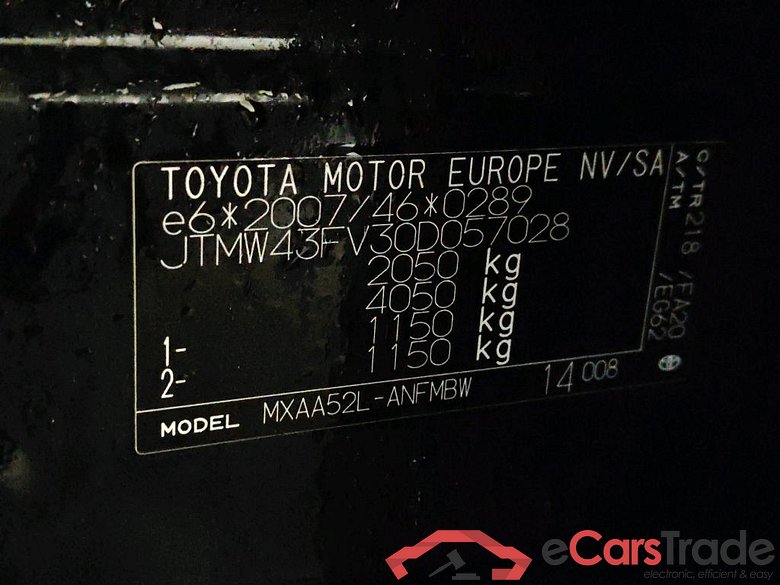 TOYOTA MOTOR EUROPE NV/SA
e6*2007/46*0289
JTMW43FV30D057028
2050 kg
4050 kg
1- 1150 kg
2- 1150 kg
C/TR 218 /FA20
A/TM /EG62
MODEL MXAA52L-ANFMBW 14 008
eCarsTrade
electronic, efficient & easy